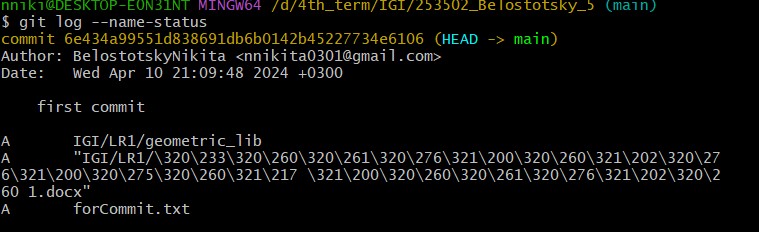 nniki@DESKTOP-EON31NT MINGW64 /d/4th_term/IGI/253502_Belostotsky_5 (main)
$ git log --name-status
commit 6e434a99551d838691db6b0142b45227734e6106 (HEAD -> main)
Author: BelostotskyNikita <nnikita0301@gmail.com>
Date:   Wed Apr 10 21:09:48 2024 +0300
first commit
A       IGI/LR1/geometric_lib
A       "IGI/LR1/\320\233\320\260\320\261\320\276\321\200\320\260\321\202\320\27
6\321\200\320\275\320\260\321\217 \321\200\320\260\320\261\320\276\321\202\320\2
60 1.docx"
A       forCommit.txt